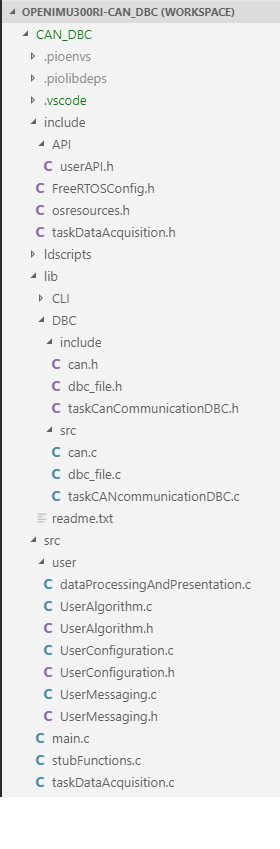 OPENIMU300RI-CAN_DBC (WORKSPACE)
CAN_DBC
.pioenvs
.piolibdeps
.vscode
include
API
C userAPI.h
C FreeRTOSConfig.h
C osresources.h
C taskDataAcquisition.h
ldscripts
lib
CLI
DBC
include
C can.h
C dbc_file.h
C taskCanCommunicationDBC.h
src
C can.c
C dbc_file.c
C taskCANcommunicationDBC.c
readme.txt
src
user
C dataProcessingAndPresentation.c
C UserAlgorithm.c
C UserAlgorithm.h
C UserConfiguration.c
C UserConfiguration.h
C UserMessaging.c
C UserMessaging.h
C main.c
C stubFunctions.c
C taskDataAcquisition.c